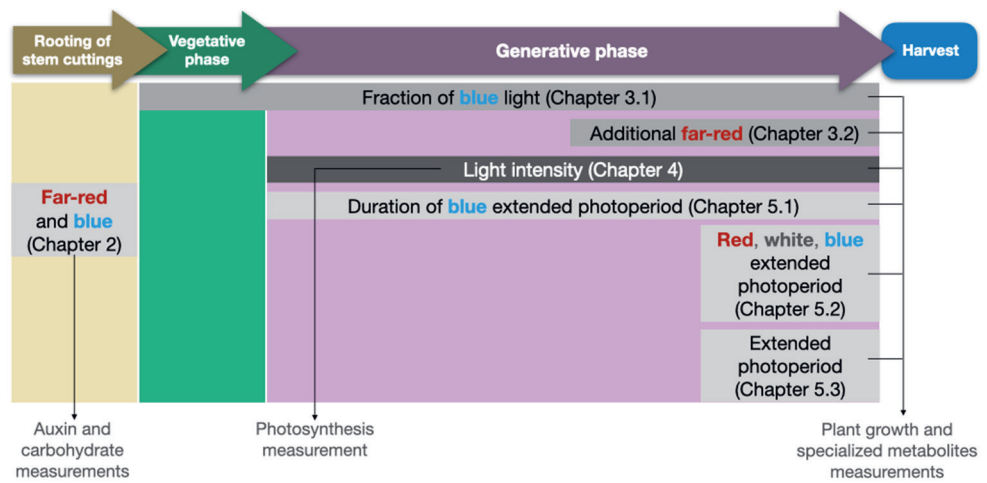 Rooting of
stem cuttings
Vegetative
phase
Generative phase
Harvest
Fraction of blue light (Chapter 3.1)
Additional far-red (Chapter 3.2)
Light intensity (Chapter 4)
Far-red
and blue
(Chapter 2)
Duration of blue extended photoperiod (Chapter 5.1)
Red, white, blue
extended
photoperiod
(Chapter 5.2)
Extended
photoperiod
(Chapter 5.3)
Auxin and
carbohydrate
measurements
Photosynthesis
measurement
Plant growth and
specialized metabolites
measurements